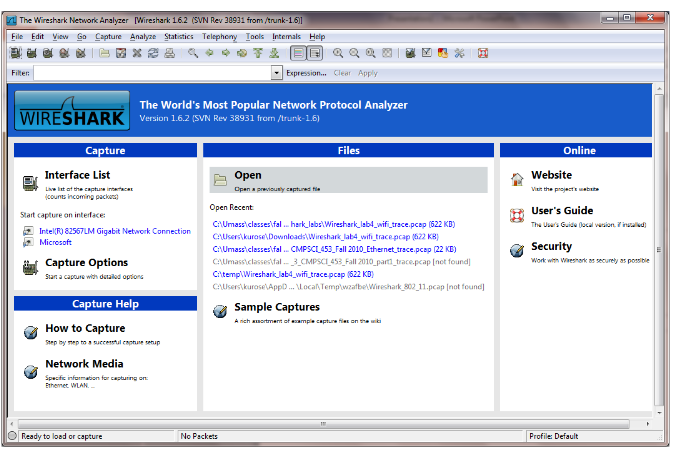 The Wireshark Network Analyzer [Wireshark 1.6.2 (SVN Rev 38931 from /trunk-1.6)]
File Edit View Go Capture Analyze Statistics Telephony Tools Internals Help
Filter: Expression... Clear Apply
WIRESHARK
The World's Most Popular Network Protocol Analyzer
Version 1.6.2 (SVN Rev 38931 from /trunk-1.6)
Capture
Interface List
Live list of the capture interfaces
(counts incoming packets)
Start capture on interface:
Intel(R) 82567LM Gigabit Network Connection
Microsoft
Capture Options
Start a capture with detailed options
Capture Help
How to Capture
Step by step to a successful capture setup
Network Media
Specific information for capturing on:
Ethernet, WLAN, ...
Files
Open
Open a previously captured file
Open Recent:
C:\Umass\classes\fal ... hark_labs\Wireshark_lab4_wifi_trace.pcap (622 KB)
C:\Users\kurose\Downloads\Wireshark_lab4_wifi_trace.pcap (622 KB)
C:\Umass\classes\fal ... CMPSCI_453_Fall 2010_Ethernet_trace.pcap (22 KB)
C:\Umass\classes\fal ... _3_CMPSCI_453_Fall 2010_part1_trace.pcap [not found]
C:\temp\Wireshark_lab4_wifi_trace.pcap (622 KB)
C:\Users\kurose\AppD ... \Local\Temp\wzafbe\Wireshark_802_11.pcap [not found]
Sample Captures
A rich assortment of example capture files on the wiki
Online
Website
Visit the project's website
User's Guide
The User's Guide (local version, if installed)
Security
Work with Wireshark as securely as possible
Ready to load or capture
No Packets
Profile: Default